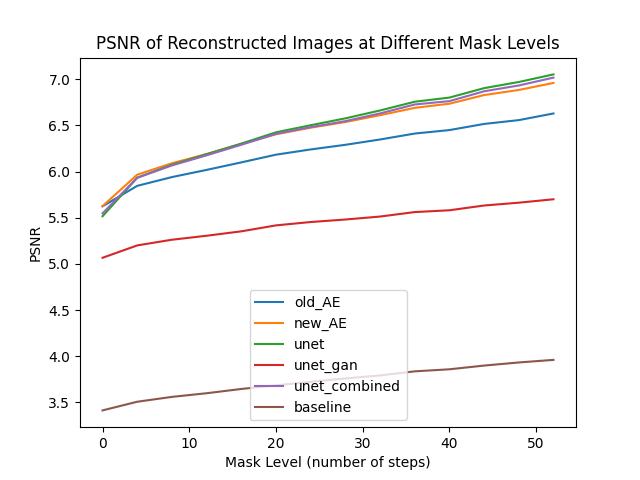 PSNR of Reconstructed Images at Different Mask Levels
7.0
6.5
6.0
5.5
5.0
4.5
4.0
3.5
PSNR
old_AE
new_AE
unet
unet_gan
unet_combined
baseline
0 10 20 30 40 50
Mask Level (number of steps)